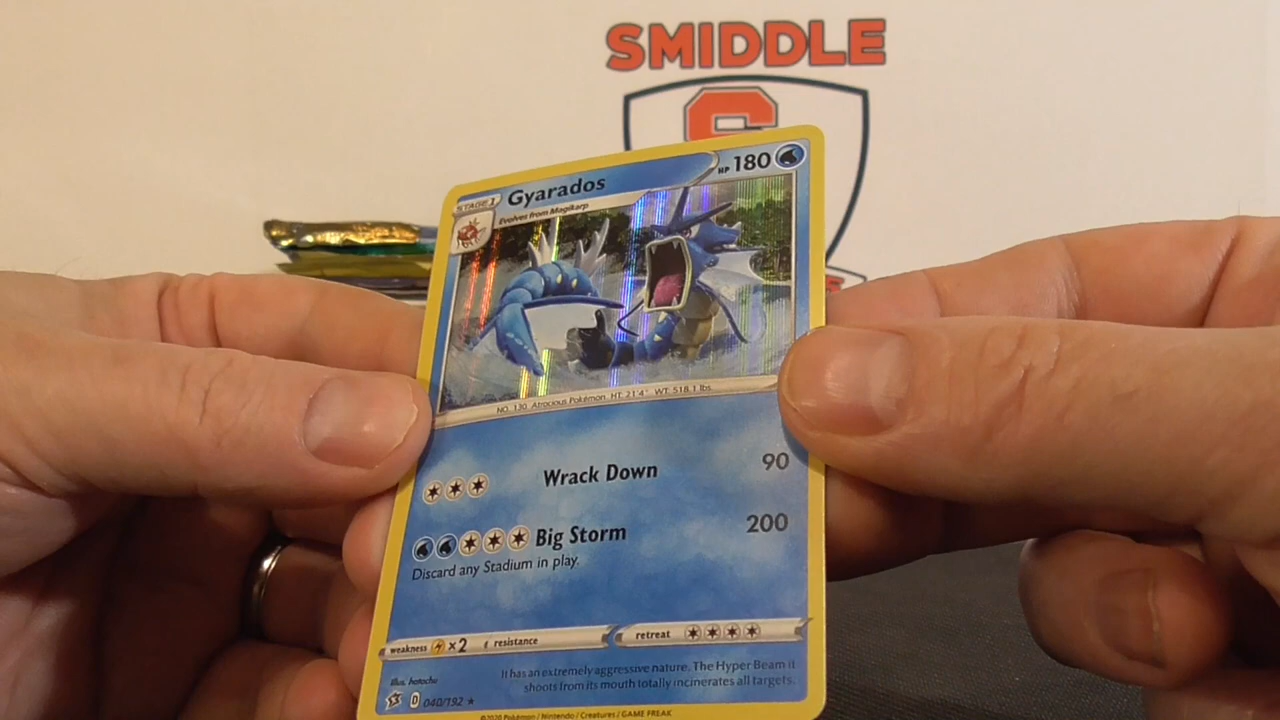 SMIDDLE
S
STAGE 1
Gyarados
HP 180
Evolves from Magikarp
NO. 130 Atrocious Pokémon HT: 21'4" WT: 518.1 lbs.
Wrack Down 90
Big Storm 200
Discard any Stadium in play.
weakness ×2 resistance retreat
It has an extremely aggressive nature. The Hyper Beam it
shoots from its mouth totally incinerates all targets.
Illus. hatachu
D 040/192 ★
©2020 Pokémon / Nintendo / Creatures / GAME FREAK